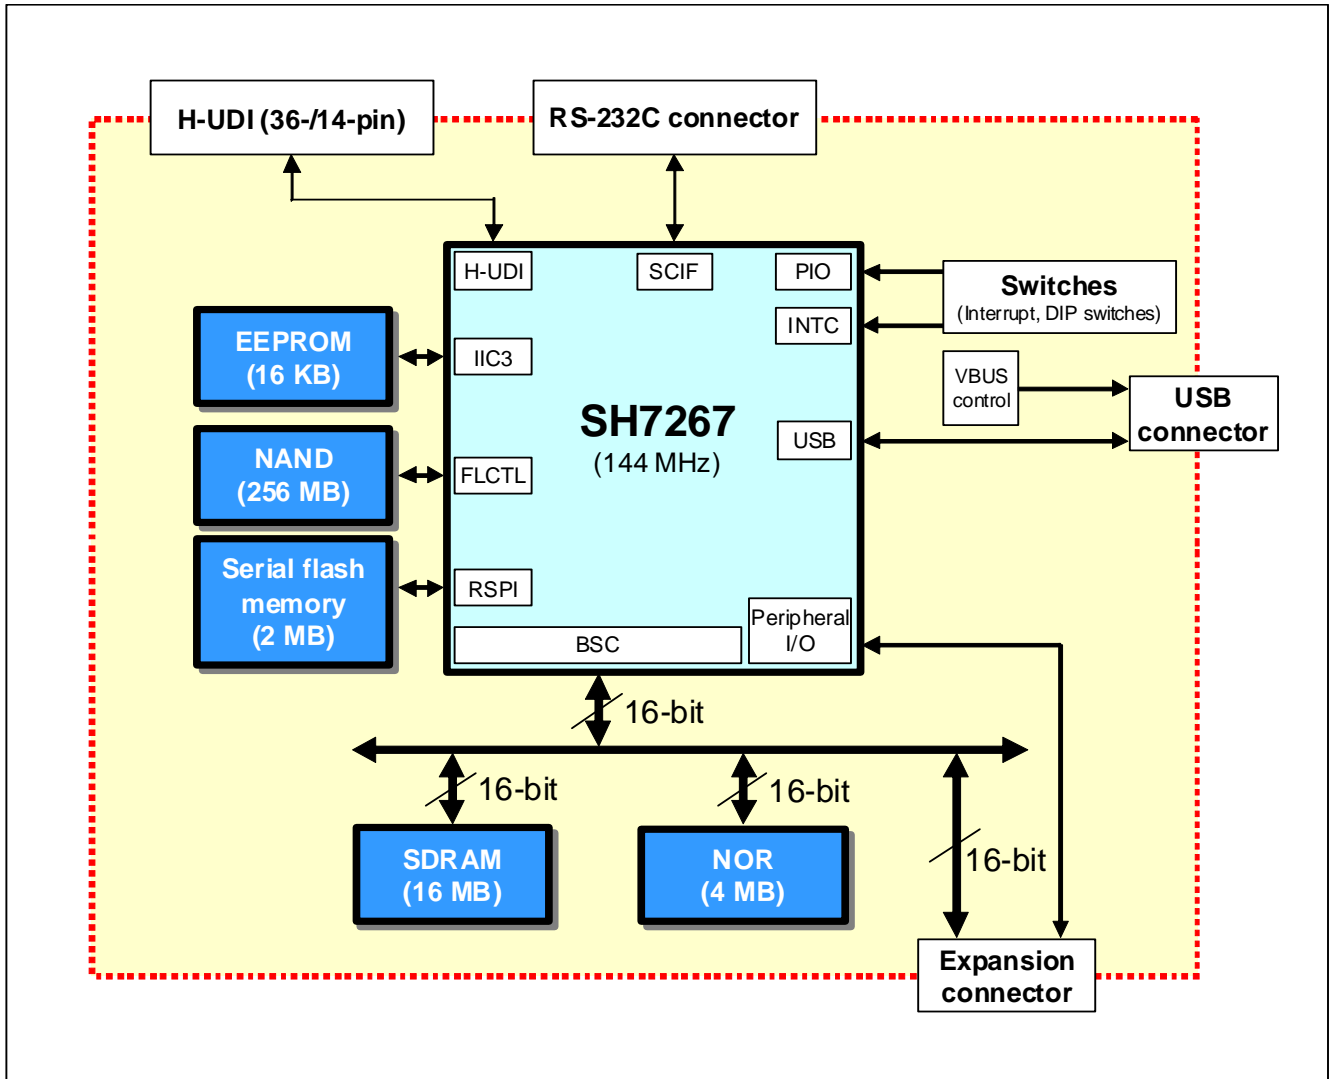 H-UDI (36-/14-pin)
RS-232C connector
H-UDI
SCIF
PIO
Switches
(Interrupt, DIP switches)
INTC
EEPROM
(16 KB)
IIC3
VBUS
control
USB
connector
SH7267
(144 MHz)
USB
NAND
(256 MB)
FLCTL
Serial flash
memory
(2 MB)
RSPI
BSC
Peripheral
I/O
16-bit
16-bit
16-bit
16-bit
SDRAM
(16 MB)
NOR
(4 MB)
Expansion
connector